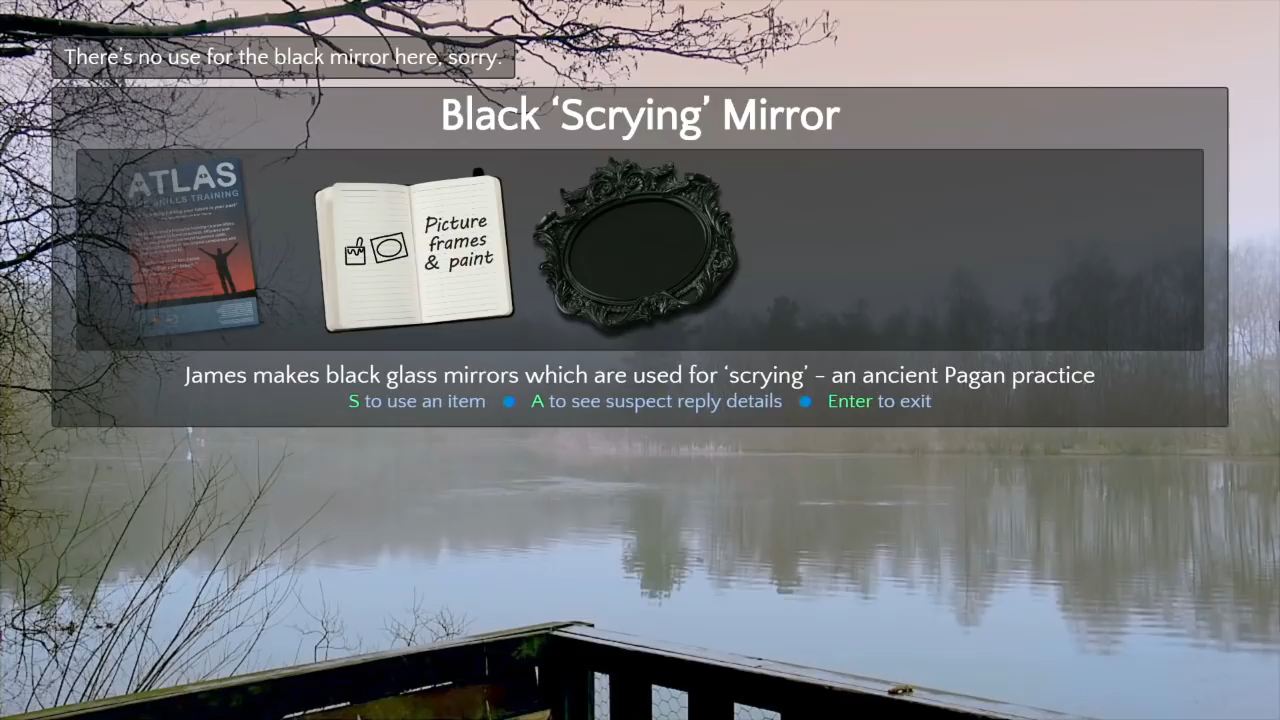 There's no use for the black mirror here, sorry.
Black ‘Scrying’ Mirror
ATLAS
SKILLS TRAINING
Picture
frames
& paint
James makes black glass mirrors which are used for ‘scrying’ – an ancient Pagan practice
S to use an item ● A to see suspect reply details ● Enter to exit